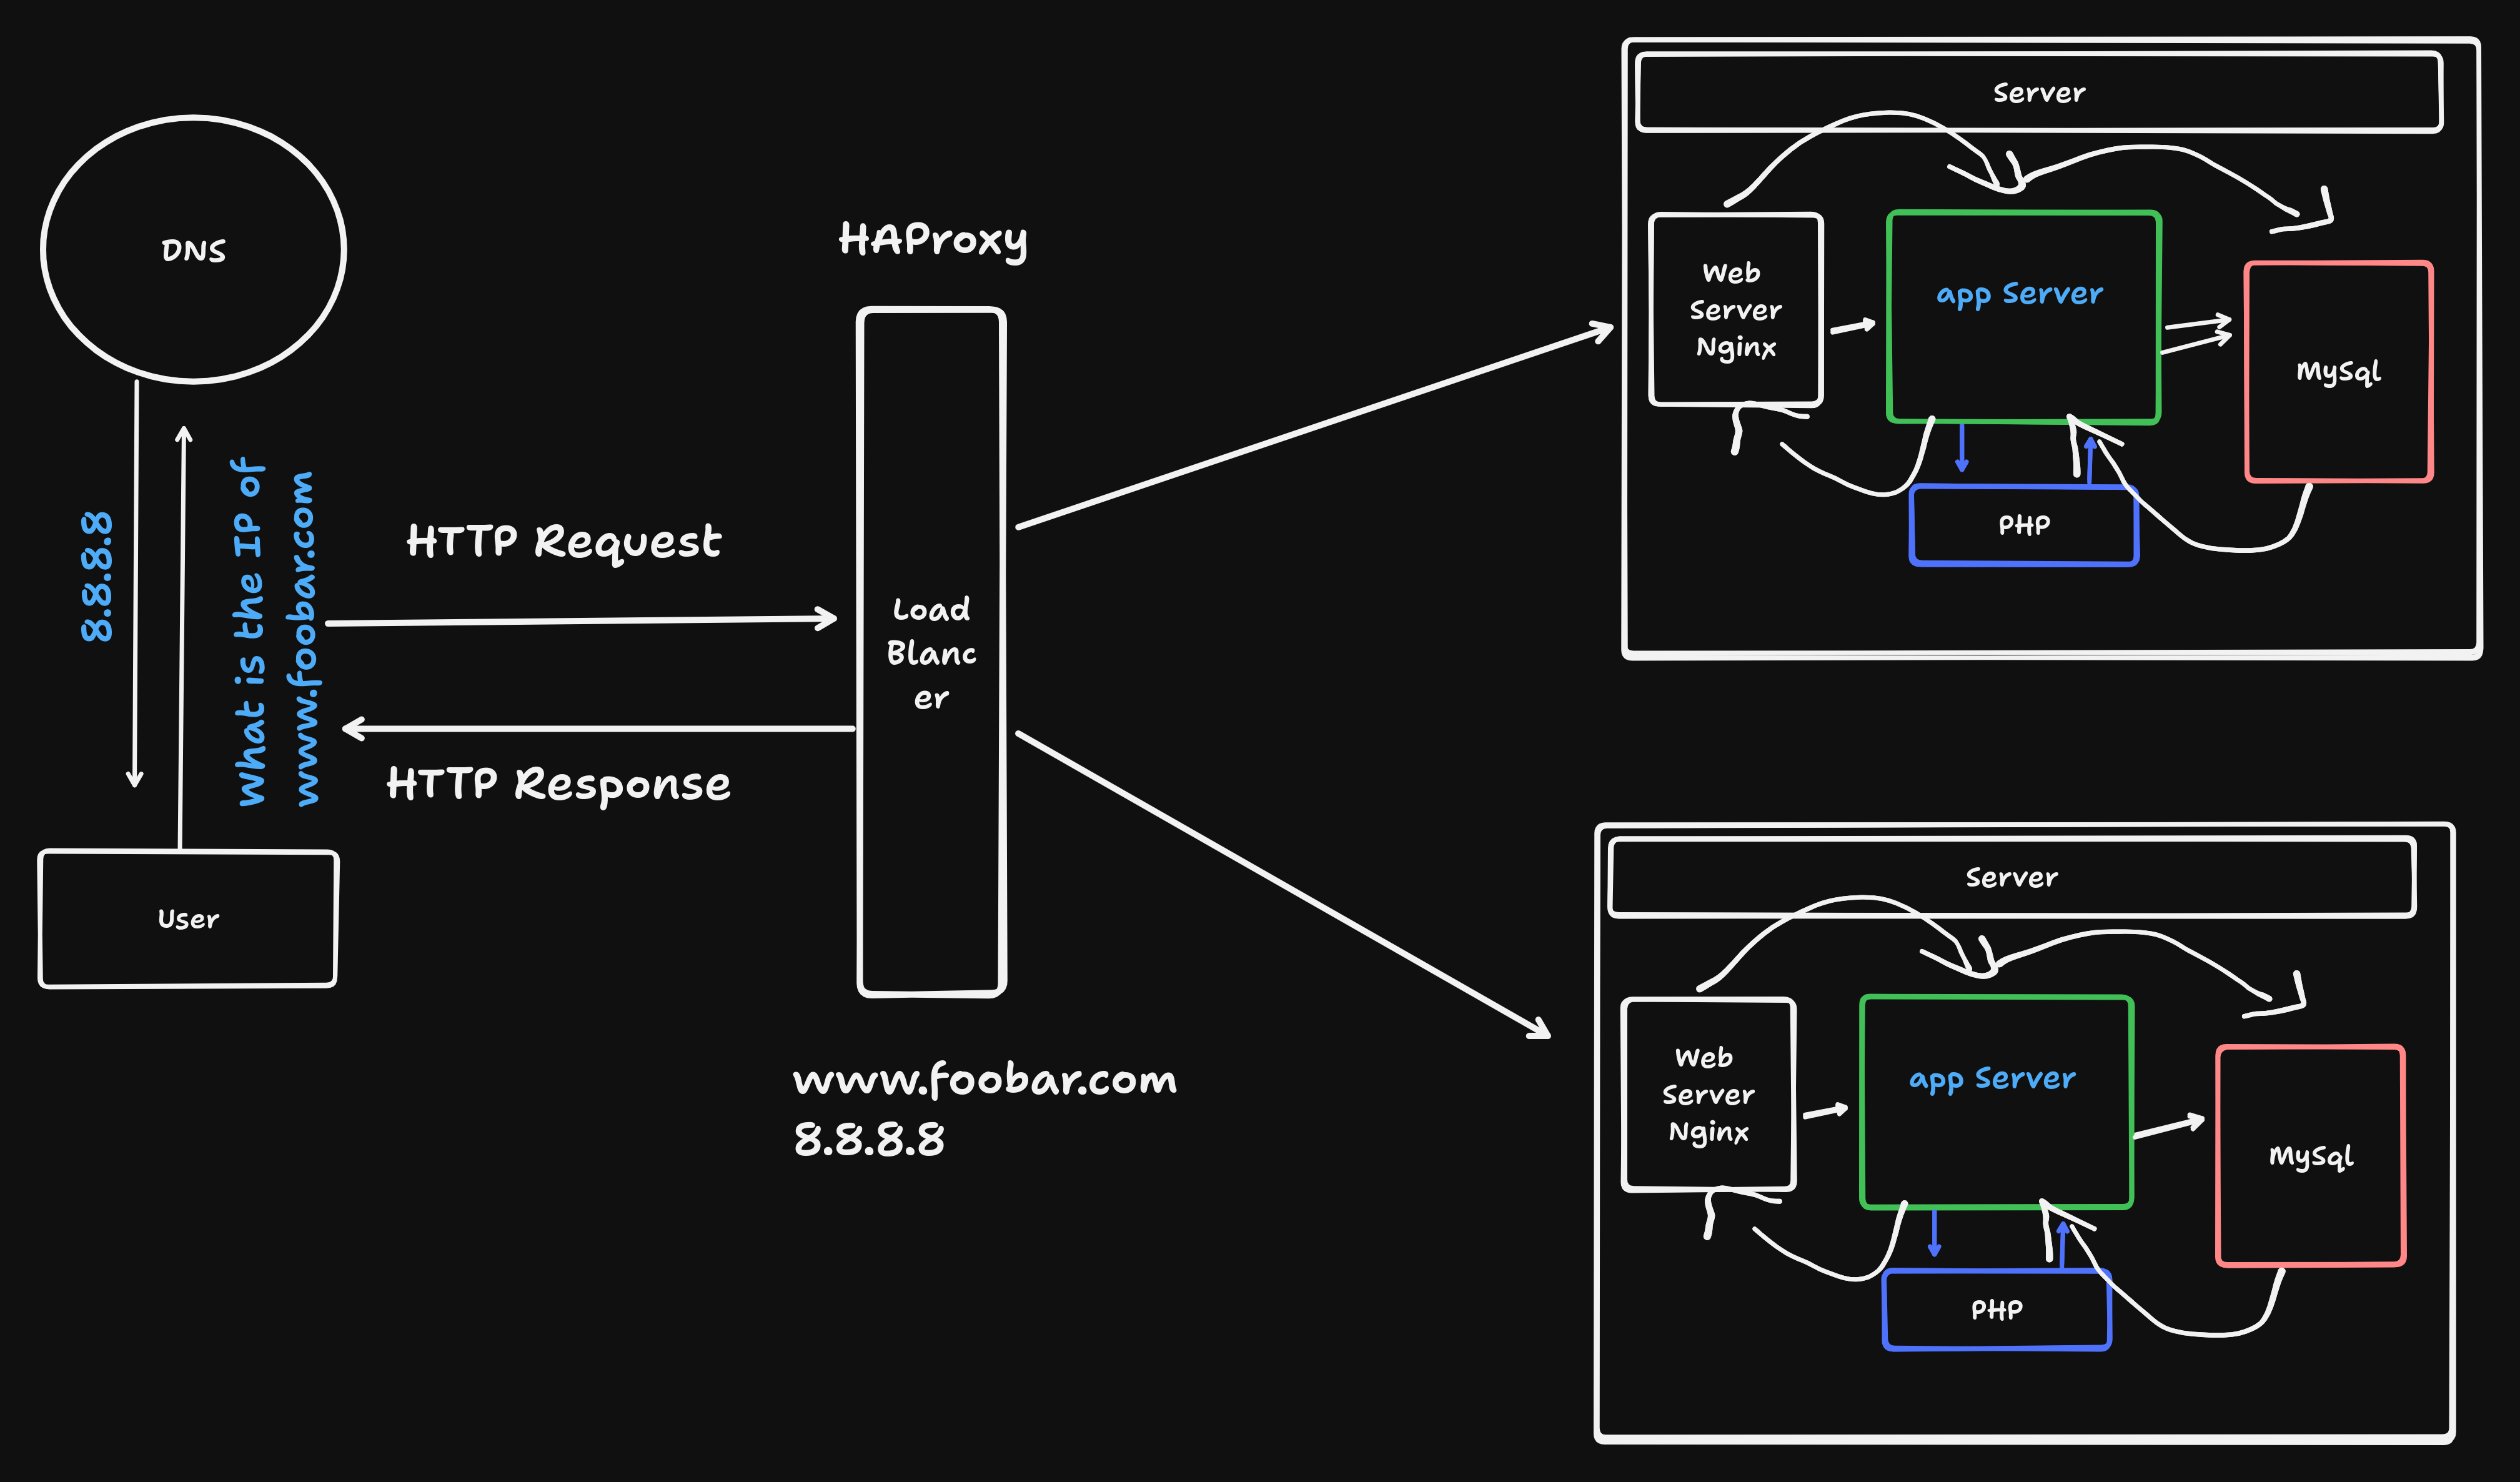 DNS
8.8.8.8
what is the IP of
www.foobar.com
User
HTTP Request
HTTP Response
HAProxy
Load
Blanc
er
www.foobar.com
8.8.8.8
Server
Web
Server
Nginx
app Server
MySql
PHP
Server
Web
Server
Nginx
app Server
MySql
PHP